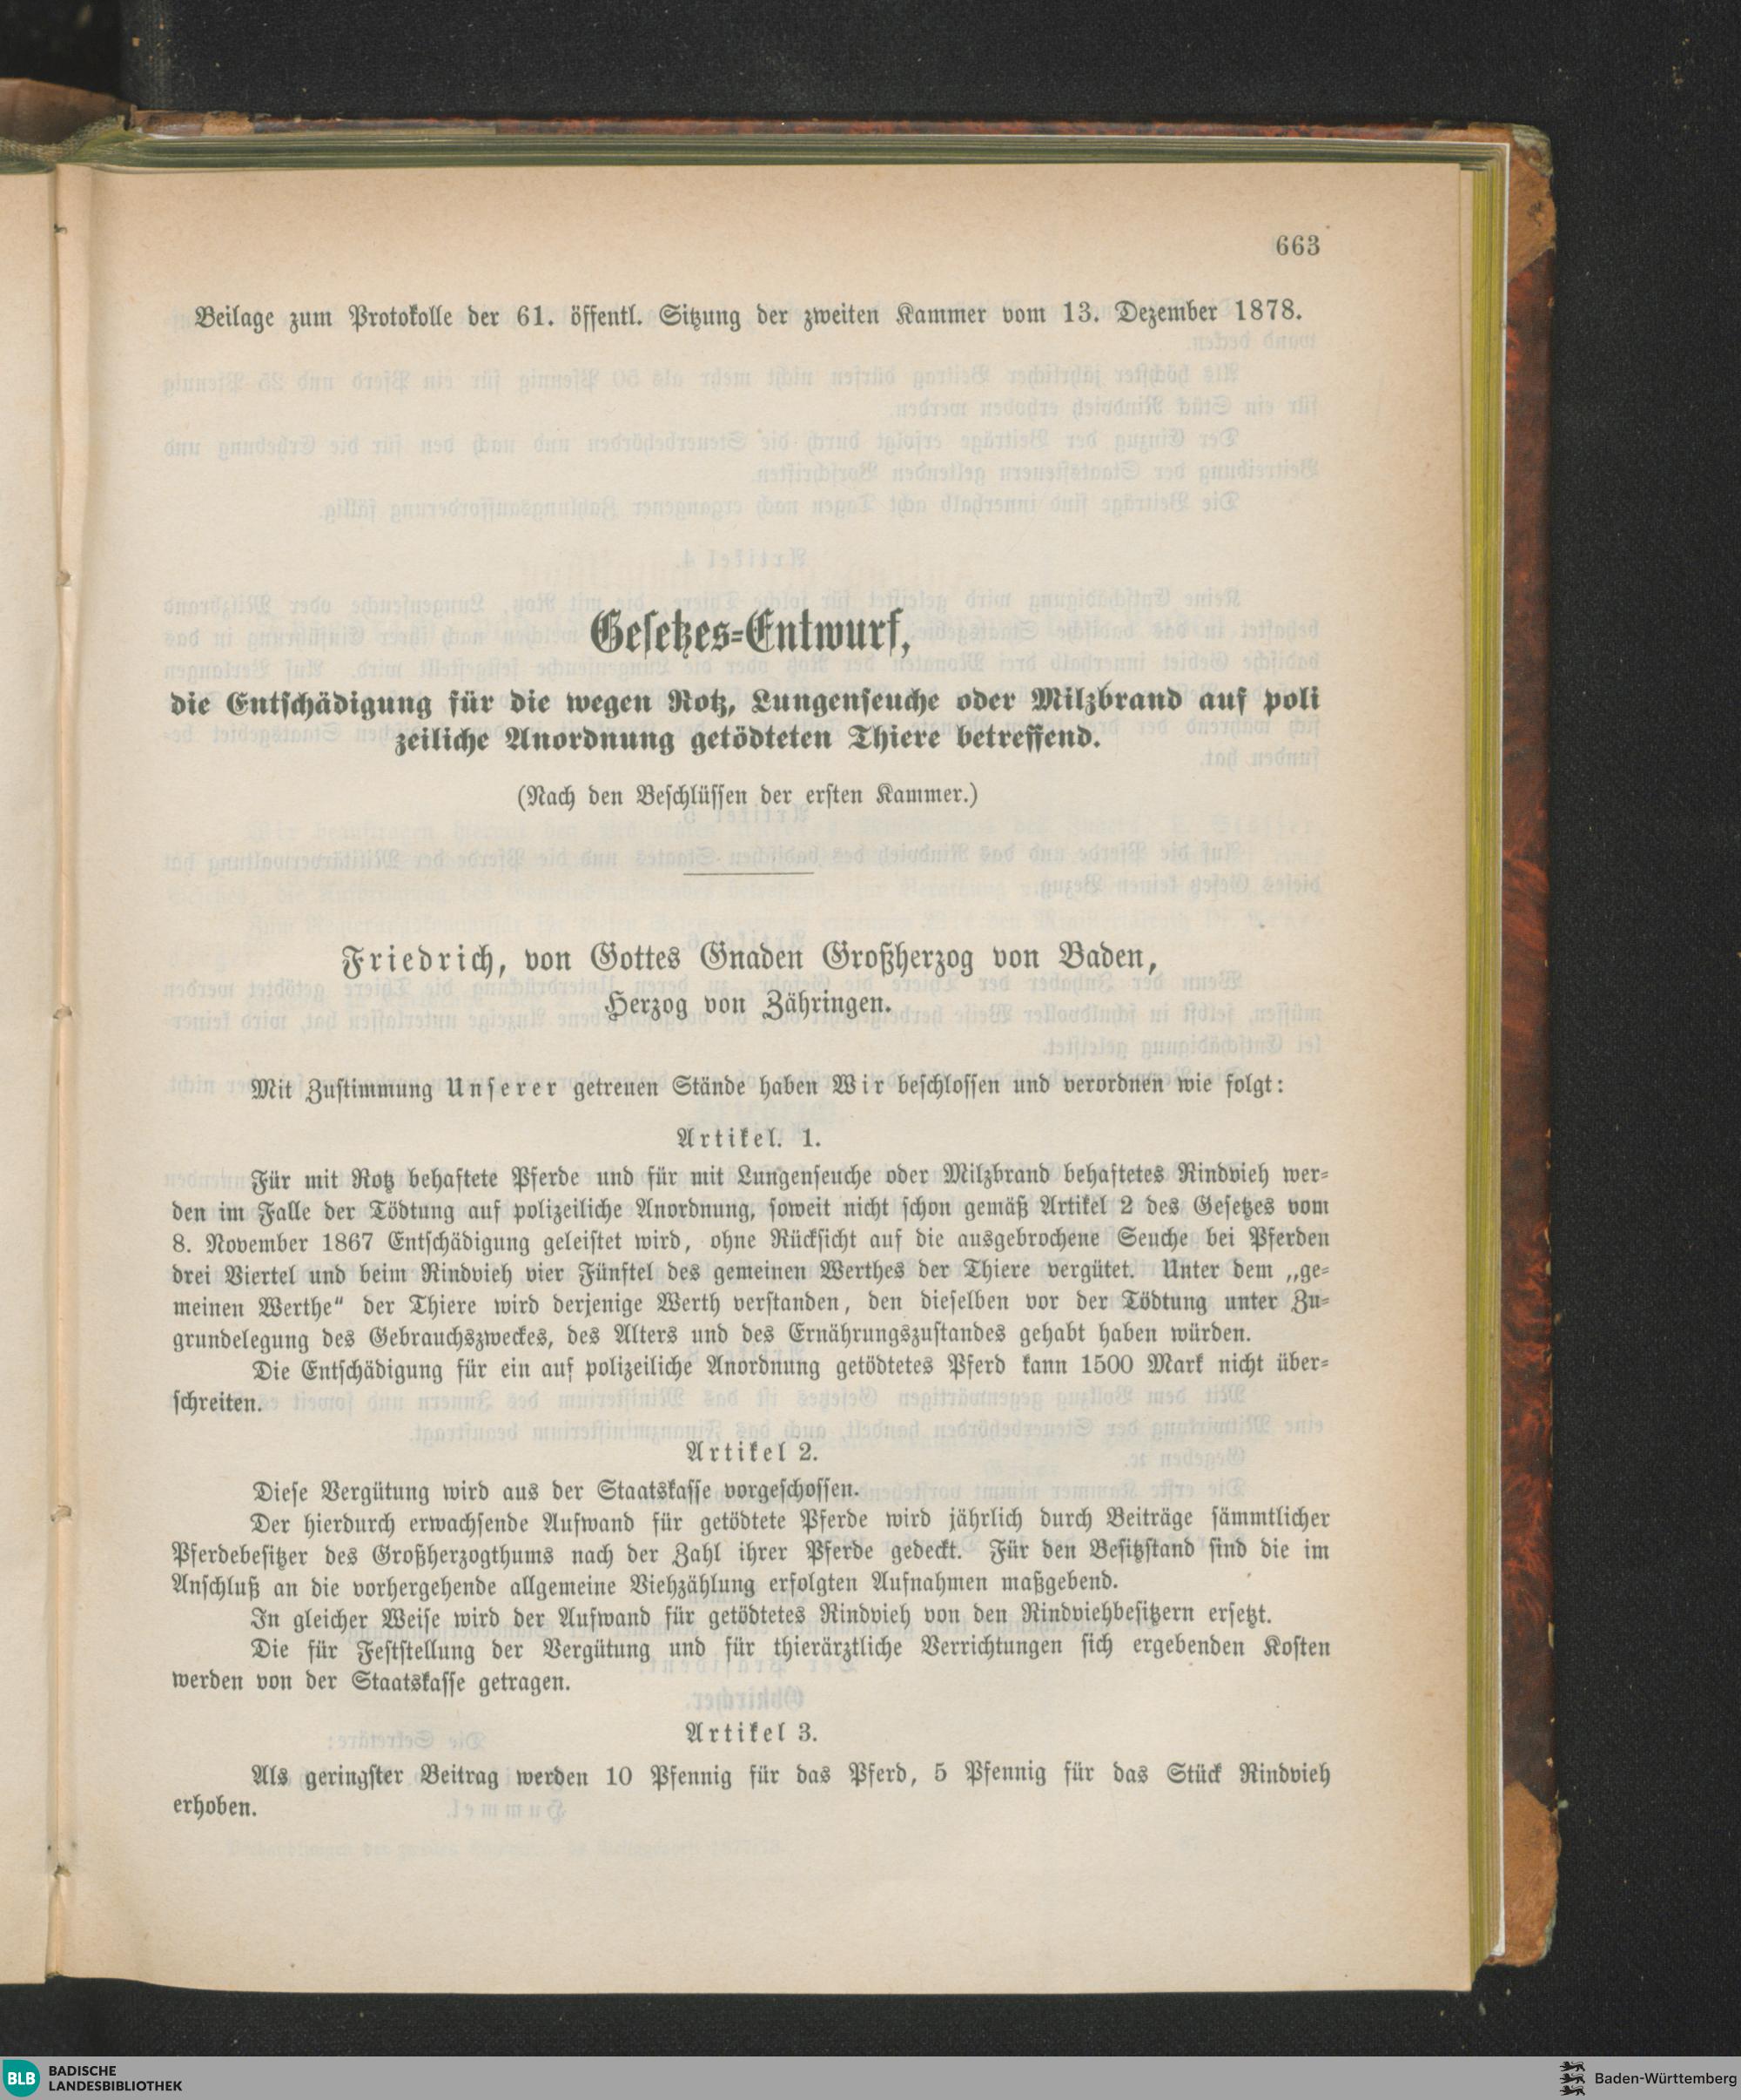 663
Beilage zum Protokolle der 61. öffentl. Sitzung der zweiten Kammer vom 13. Dezember 1878.
Gesetzes-Entwurf,
die Entschädigung für die wegen Rotz, Lungenseuche oder Milzbrand auf poli
zeiliche Anordnung getödteten Thiere betreffend.
(Nach den Beschlüssen der ersten Kammer.)
Friedrich, von Gottes Gnaden Großherzog von Baden,
Herzog von Zähringen.
Mit Zustimmung Unserer getreuen Stände haben Wir beschlossen und verordnen wie folgt:
Artikel. 1.
Für mit Rotz behaftete Pferde und für mit Lungenseuche oder Milzbrand behaftetes Rindvieh wer-
den im Falle der Tödtung auf polizeiliche Anordnung, soweit nicht schon gemäß Artikel 2 des Gesetzes vom
8. November 1867 Entschädigung geleistet wird, ohne Rücksicht auf die ausgebrochene Seuche bei Pferden
drei Viertel und beim Rindvieh vier Fünftel des gemeinen Werthes der Thiere vergütet. Unter dem „ge-
meinen Werthe" der Thiere wird derjenige Werth verstanden, den dieselben vor der Tödtung unter Zu-
grundelegung des Gebrauchszweckes, des Alters und des Ernährungszustandes gehabt haben würden.
Die Entschädigung für ein auf polizeiliche Anordnung getödtetes Pferd kann 1500 Mark nicht über-
schreiten.
Artikel 2.
Diese Vergütung wird aus der Staatskasse vorgeschossen.
Der hierdurch erwachsende Aufwand für getödtete Pferde wird jährlich durch Beiträge sämmtlicher
Pferdebesitzer des Großherzogthums nach der Zahl ihrer Pferde gedeckt. Für den Besitzstand sind die im
Anschluß an die vorhergehende allgemeine Viehzählung erfolgten Aufnahmen maßgebend.
In gleicher Weise wird der Aufwand für getödtetes Rindvieh von den Rindviehbesitzern ersetzt.
Die für Feststellung der Vergütung und für thierärztliche Verrichtungen sich ergebenden Kosten
werden von der Staatskasse getragen.
Artikel 3.
Als geringster Beitrag werden 10 Pfennig für das Pferd, 5 Pfennig für das Stück Rindvieh
erhoben.
BLB BADISCHE
LANDESBIBLIOTHEK
Baden-Württemberg